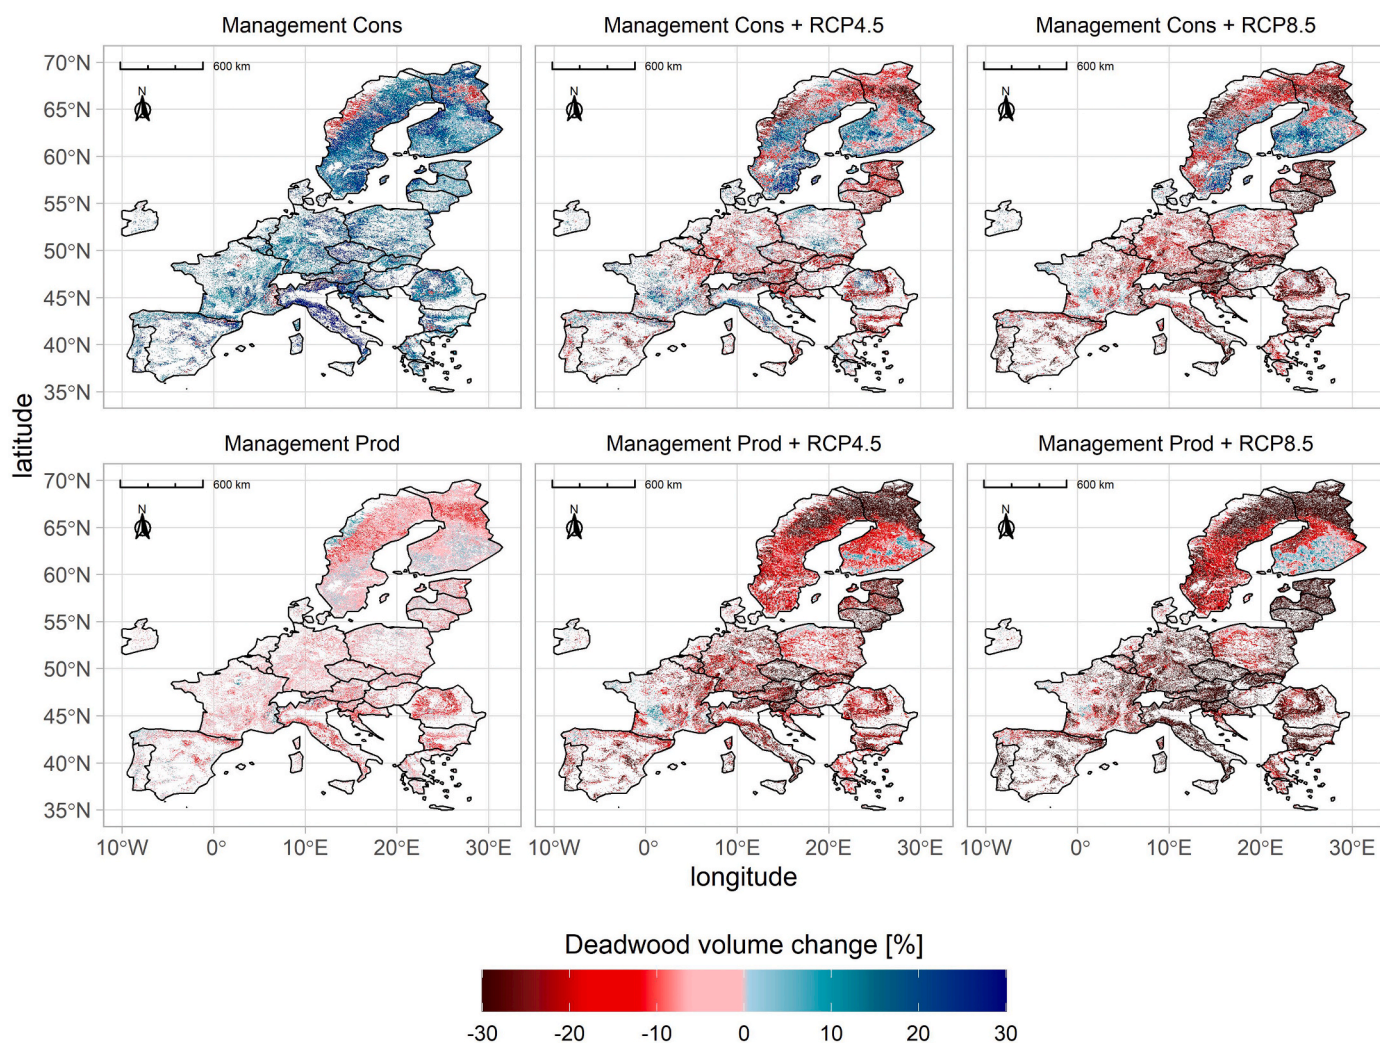 Management Cons
Management Cons + RCP4.5
Management Cons + RCP8.5
70°N
65°N
60°N
55°N
50°N
45°N
40°N
35°N
600 km
N
600 km
N
600 km
N
latitude
Management Prod
Management Prod + RCP4.5
Management Prod + RCP8.5
70°N
65°N
60°N
55°N
50°N
45°N
40°N
35°N
600 km
N
600 km
N
600 km
N
10°W 0° 10°E 20°E 30°E
10°W 0° 10°E 20°E 30°E
10°W 0° 10°E 20°E 30°E
longitude
Deadwood volume change [%]
-30 -20 -10 0 10 20 30